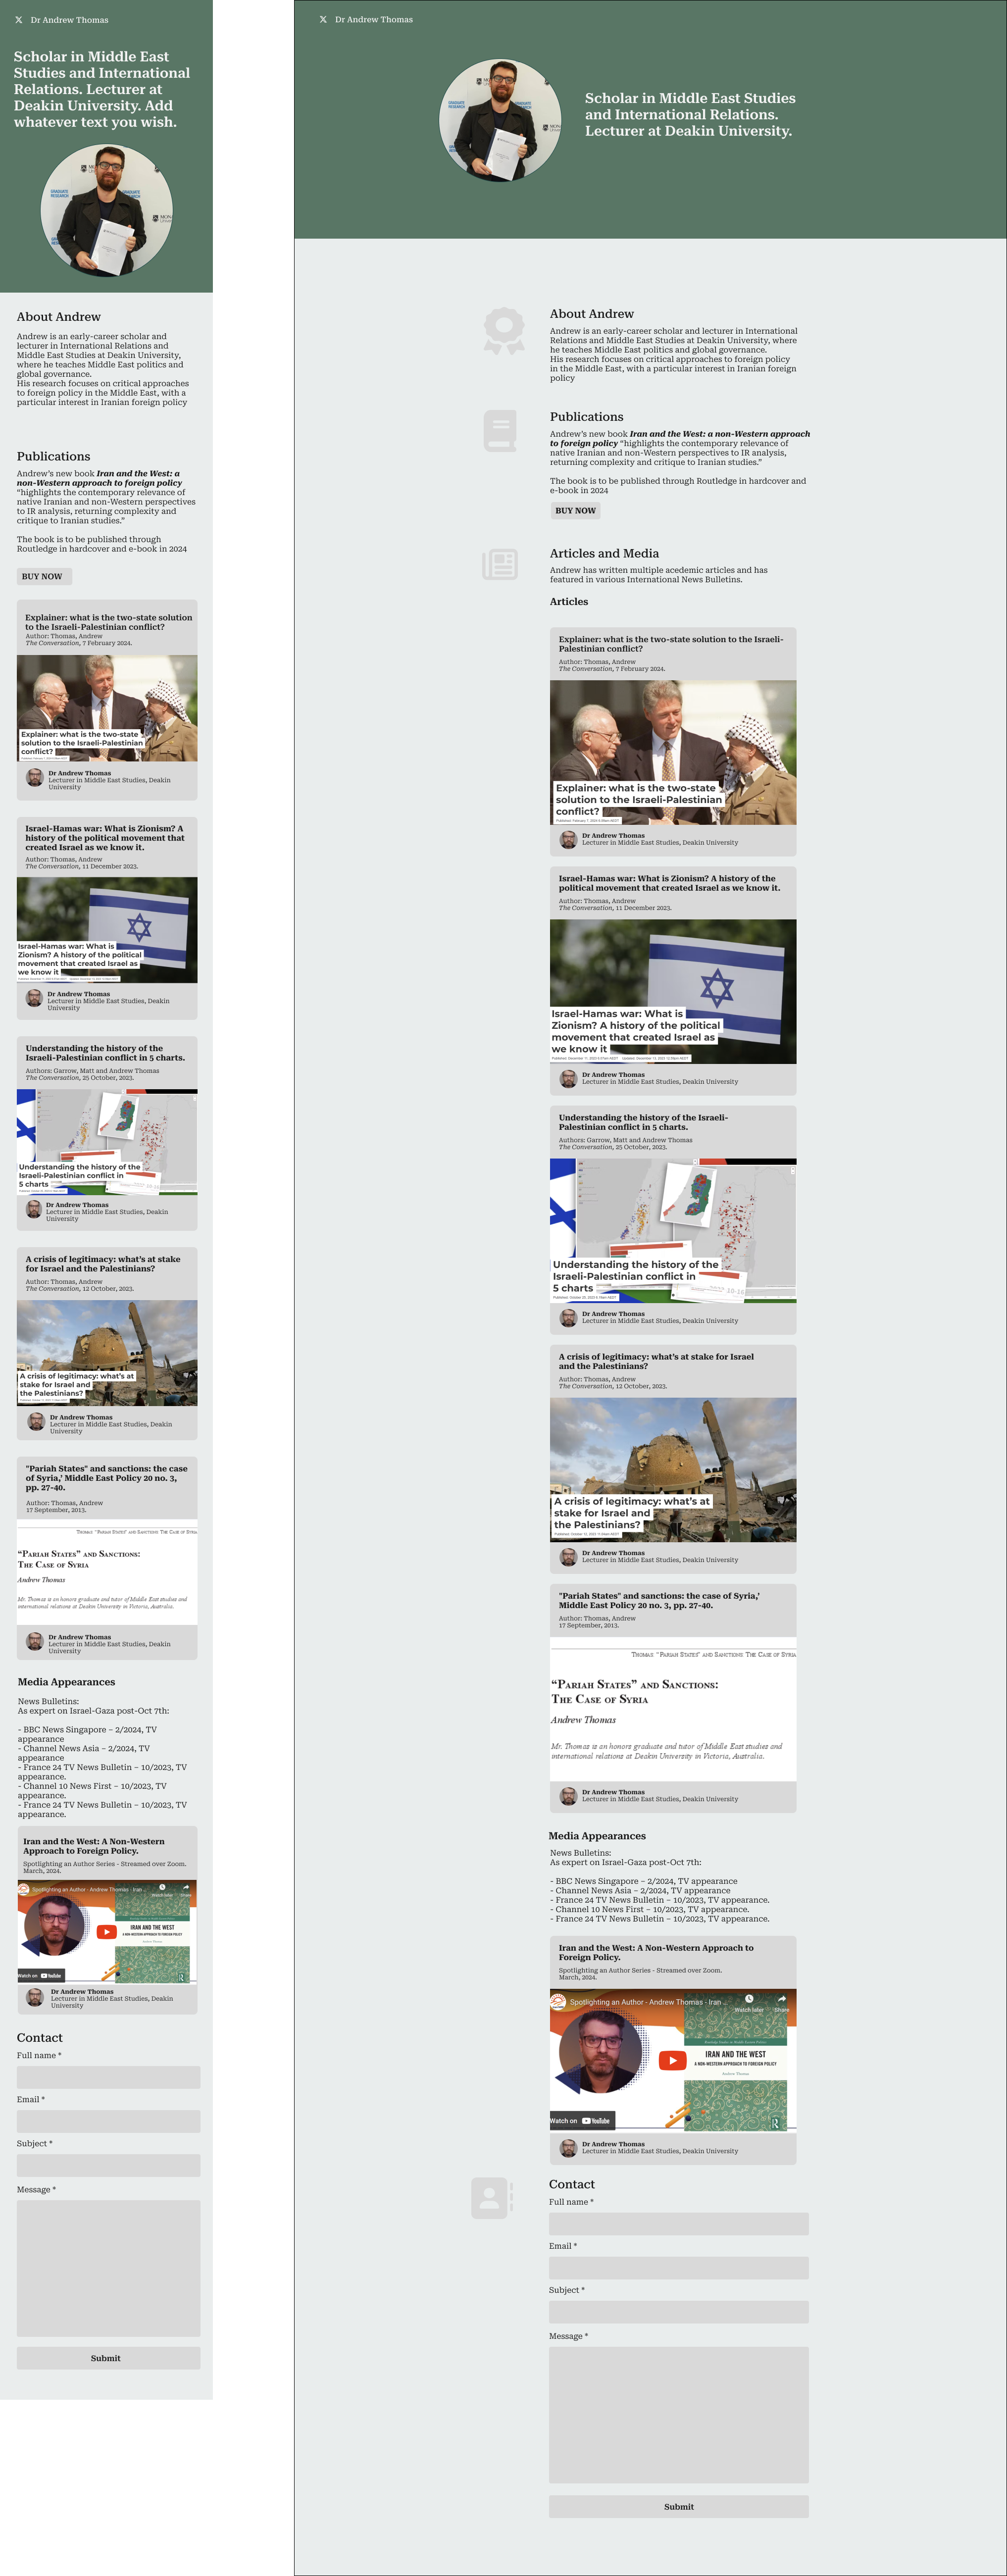 Dr Andrew Thomas
Scholar in Middle East
Studies and International
Relations. Lecturer at
Deakin University. Add
whatever text you wish.
GRADUATE
RESEARCH
About Andrew
Andrew is an early-career scholar and
lecturer in International Relations and
Middle East Studies at Deakin University,
where he teaches Middle East politics and
global governance.
His research focuses on critical approaches
to foreign policy in the Middle East, with a
particular interest in Iranian foreign policy
Publications
Andrew's new book Iran and the West: a
non-Western approach to foreign policy
“highlights the contemporary relevance of
native Iranian and non-Western perspectives
to IR analysis, returning complexity and
critique to Iranian studies.”
The book is to be published through
Routledge in hardcover and e-book in 2024
BUY NOW
Explainer: what is the two-state solution
to the Israeli-Palestinian conflict?
Author: Thomas, Andrew
The Conversation, 7 February 2024.
Explainer: what is the two-state
solution to the Israeli-Palestinian
conflict?
Dr Andrew Thomas
Lecturer in Middle East Studies, Deakin
University
Israel-Hamas war: What is Zionism? A
history of the political movement that
created Israel as we know it.
Author: Thomas, Andrew
The Conversation, 11 December 2023.
Israel-Hamas war: What is
Zionism? A history of the political
movement that created Israel as
we know it
Dr Andrew Thomas
Lecturer in Middle East Studies, Deakin
University
Understanding the history of the
Israeli-Palestinian conflict in 5 charts.
Authors: Garrow, Matt and Andrew Thomas
The Conversation, 25 October, 2023.
Understanding the history of the
Israeli-Palestinian conflict in
5 charts
Dr Andrew Thomas
Lecturer in Middle East Studies, Deakin
University
A crisis of legitimacy: what's at stake
for Israel and the Palestinians?
Author: Thomas, Andrew
The Conversation, 12 October, 2023.
A crisis of legitimacy: what's at
stake for Israel and
the Palestinians?
Dr Andrew Thomas
Lecturer in Middle East Studies, Deakin
University
"Pariah States" and sanctions: the case
of Syria,' Middle East Policy 20 no. 3,
pp. 27-40.
Author: Thomas, Andrew
17 September, 2013.
Thomas: “Pariah States” and Sanctions: The Case of Syria
“Pariah States” and Sanctions:
The Case of Syria
Andrew Thomas
Mr. Thomas is an honors graduate and tutor of Middle East studies and
international relations at Deakin University in Victoria, Australia.
Dr Andrew Thomas
Lecturer in Middle East Studies, Deakin
University
Media Appearances
News Bulletins:
As expert on Israel-Gaza post-Oct 7th:
- BBC News Singapore – 2/2024, TV
appearance
- Channel News Asia – 2/2024, TV
appearance
- France 24 TV News Bulletin – 10/2023, TV
appearance.
- Channel 10 News First – 10/2023, TV
appearance.
- France 24 TV News Bulletin – 10/2023, TV
appearance.
Iran and the West: A Non-Western
Approach to Foreign Policy.
Spotlighting an Author Series - Streamed over Zoom.
March, 2024.
Spotlighting an Author - Andrew Thomas - Iran ...
Watch later Share
IRAN AND THE WEST
A NON-WESTERN APPROACH TO FOREIGN POLICY
Andrew Thomas
Watch on YouTube
Dr Andrew Thomas
Lecturer in Middle East Studies, Deakin
University
Contact
Full name *
Email *
Subject *
Message *
Submit
Dr Andrew Thomas
GRADUATE
RESEARCH
Scholar in Middle East Studies
and International Relations.
Lecturer at Deakin University.
About Andrew
Andrew is an early-career scholar and lecturer in International
Relations and Middle East Studies at Deakin University, where
he teaches Middle East politics and global governance.
His research focuses on critical approaches to foreign policy
in the Middle East, with a particular interest in Iranian foreign
policy
Publications
Andrew's new book Iran and the West: a non-Western approach
to foreign policy “highlights the contemporary relevance of
native Iranian and non-Western perspectives to IR analysis,
returning complexity and critique to Iranian studies.”
The book is to be published through Routledge in hardcover and
e-book in 2024
BUY NOW
Articles and Media
Andrew has written multiple acedemic articles and has
featured in various International News Bulletins.
Articles
Explainer: what is the two-state solution to the Israeli-
Palestinian conflict?
Author: Thomas, Andrew
The Conversation, 7 February 2024.
Explainer: what is the two-state
solution to the Israeli-Palestinian
conflict?
Dr Andrew Thomas
Lecturer in Middle East Studies, Deakin University
Israel-Hamas war: What is Zionism? A history of the
political movement that created Israel as we know it.
Author: Thomas, Andrew
The Conversation, 11 December 2023.
Israel-Hamas war: What is
Zionism? A history of the political
movement that created Israel as
we know it
Dr Andrew Thomas
Lecturer in Middle East Studies, Deakin University
Understanding the history of the Israeli-
Palestinian conflict in 5 charts.
Authors: Garrow, Matt and Andrew Thomas
The Conversation, 25 October, 2023.
Understanding the history of the
Israeli-Palestinian conflict in
5 charts
10-16
Dr Andrew Thomas
Lecturer in Middle East Studies, Deakin University
A crisis of legitimacy: what's at stake for Israel
and the Palestinians?
Author: Thomas, Andrew
The Conversation, 12 October, 2023.
A crisis of legitimacy: what's at
stake for Israel and
the Palestinians?
Dr Andrew Thomas
Lecturer in Middle East Studies, Deakin University
"Pariah States" and sanctions: the case of Syria,'
Middle East Policy 20 no. 3, pp. 27-40.
Author: Thomas, Andrew
17 September, 2013.
Thomas: “Pariah States” and Sanctions: The Case of Syria
“Pariah States” and Sanctions:
The Case of Syria
Andrew Thomas
Mr. Thomas is an honors graduate and tutor of Middle East studies and
international relations at Deakin University in Victoria, Australia.
Dr Andrew Thomas
Lecturer in Middle East Studies, Deakin University
Media Appearances
News Bulletins:
As expert on Israel-Gaza post-Oct 7th:
- BBC News Singapore – 2/2024, TV appearance
- Channel News Asia – 2/2024, TV appearance
- France 24 TV News Bulletin – 10/2023, TV appearance.
- Channel 10 News First – 10/2023, TV appearance.
- France 24 TV News Bulletin – 10/2023, TV appearance.
Iran and the West: A Non-Western Approach to
Foreign Policy.
Spotlighting an Author Series - Streamed over Zoom.
March, 2024.
Spotlighting an Author - Andrew Thomas - Iran ...
Watch later Share
IRAN AND THE WEST
A NON-WESTERN APPROACH TO FOREIGN POLICY
Andrew Thomas
Watch on YouTube
Dr Andrew Thomas
Lecturer in Middle East Studies, Deakin University
Contact
Full name *
Email *
Subject *
Message *
Submit